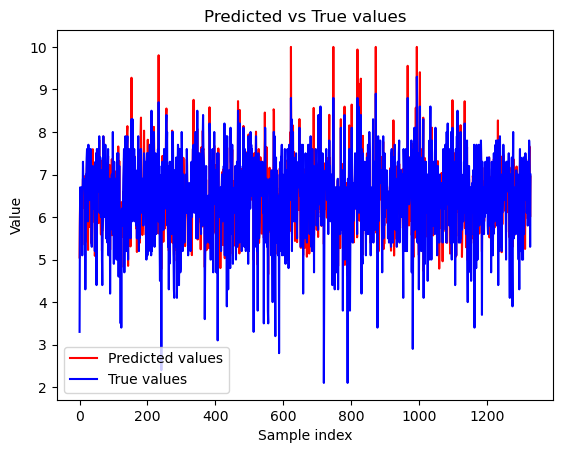 Predicted vs True values
10
9
8
7
6
5
4
3
2
Value
Predicted values
True values
0 200 400 600 800 1000 1200
Sample index